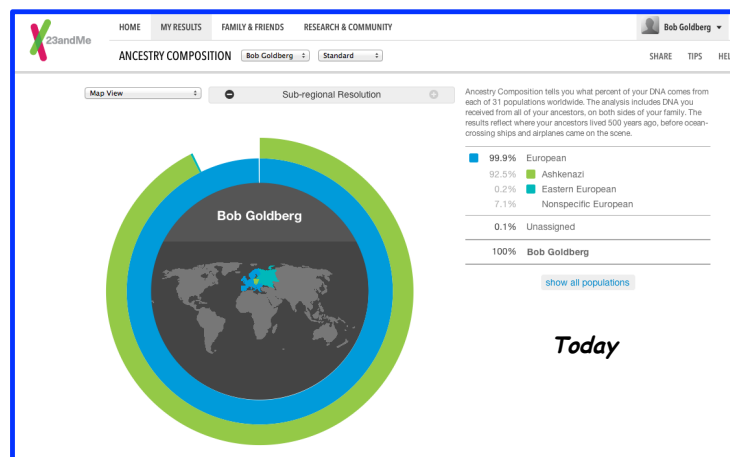 23andMe
HOME MY RESULTS FAMILY & FRIENDS RESEARCH & COMMUNITY Bob Goldberg
ANCESTRY COMPOSITION Bob Goldberg Standard SHARE TIPS HEL
Map View Sub-regional Resolution
Ancestry Composition tells you what percent of your DNA comes from
each of 31 populations worldwide. The analysis includes DNA you
received from all of your ancestors, on both sides of your family. The
results reflect where your ancestors lived 500 years ago, before ocean-
crossing ships and airplanes came on the scene.
99.9% European
92.5% Ashkenazi
0.2% Eastern European
7.1% Nonspecific European
0.1% Unassigned
100% Bob Goldberg
show all populations
Bob Goldberg
Today